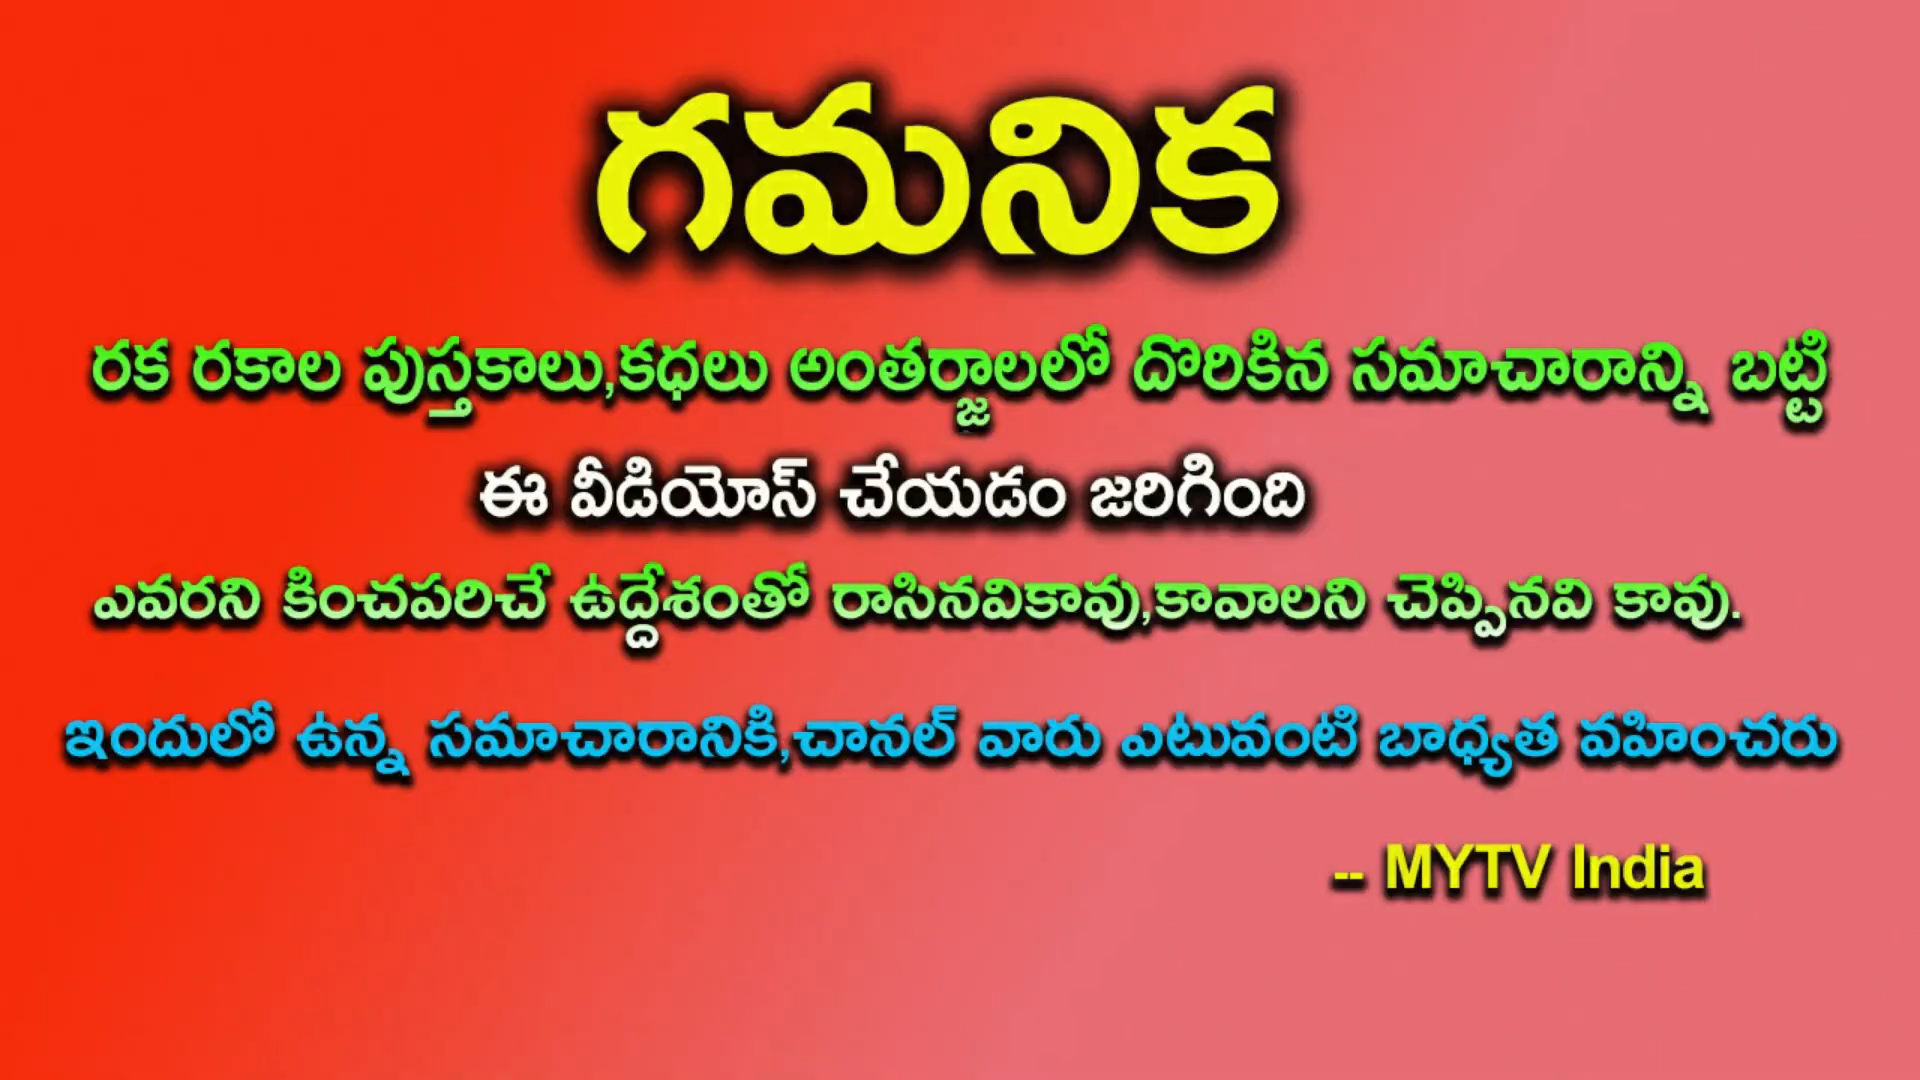 గమనిక
రక రకాల పుస్తకాలు,కధలు అంతర్జాలలో దొరికిన సమాచారాన్ని బట్టి
ఈ వీడియోస్ చేయడం జరిగింది
ఎవరని కించపరిచే ఉద్దేశంతో రాసినవికావు,కావాలని చెప్పినవి కావు.
ఇందులో ఉన్న సమాచారానికి,చానల్ వారు ఎటువంటి బాధ్యత వహించరు
-- MYTV India